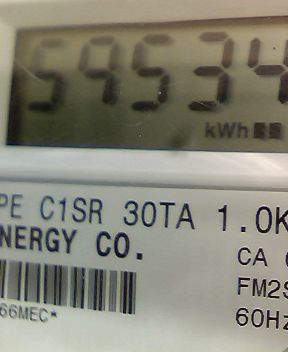 59534
kWh
PE C1SR 30TA 1.0K
NERGY CO.
CA
FM2S
66MEC*
60Hz